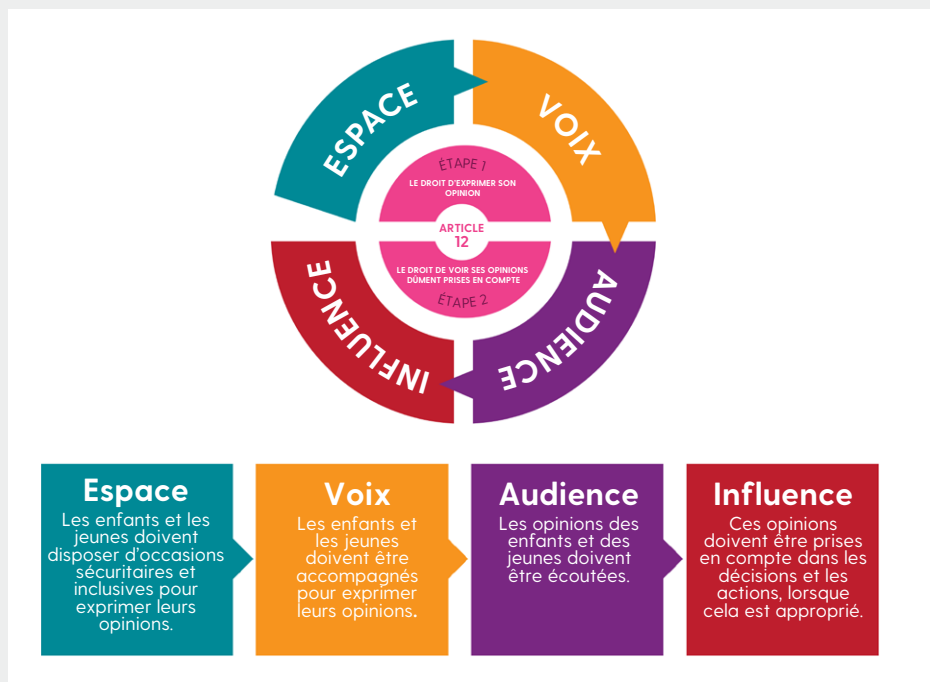 ESPACE
VOIX
ÉTAPE 1
LE DROIT D'EXPRIMER SON
OPINION
ARTICLE
12
LE DROIT DE VOIR SES OPINIONS
DÛMENT PRISES EN COMPTE
ÉTAPE 2
INFLUENCE
AUDIENCE
Espace
Les enfants et les
jeunes doivent
disposer d'occasions
sécuritaires et
inclusives pour
exprimer leurs
opinions.
Voix
Les enfants et
les jeunes
doivent être
accompagnés
pour exprimer
leurs opinions.
Audience
Les opinions des
enfants et des
jeunes doivent
être écoutées.
Influence
Ces opinions
doivent être prises
en compte dans les
décisions et les
actions, lorsque
cela est approprié.